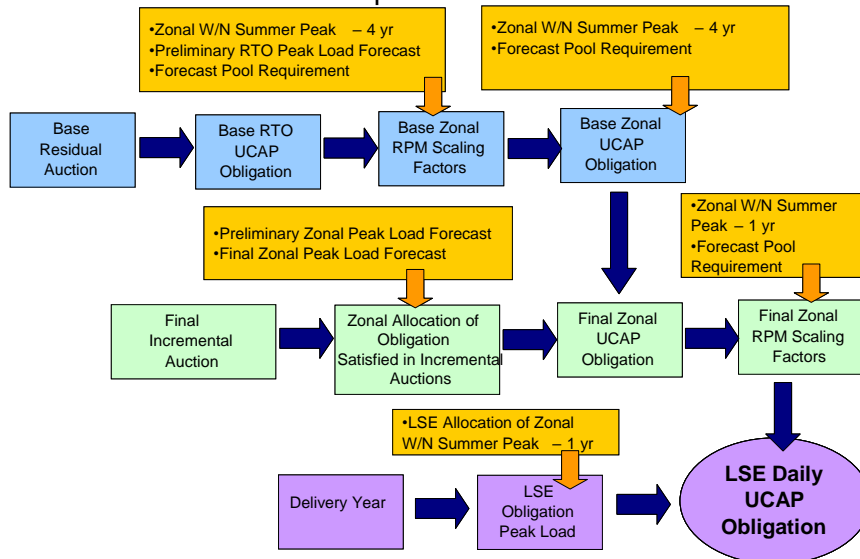 •Zonal W/N Summer Peak – 4 yr
•Preliminary RTO Peak Load Forecast
•Forecast Pool Requirement
•Zonal W/N Summer Peak – 4 yr
•Forecast Pool Requirement
Base
Residual
Auction
Base RTO
UCAP
Obligation
Base Zonal
RPM Scaling
Factors
Base Zonal
UCAP
Obligation
•Preliminary Zonal Peak Load Forecast
•Final Zonal Peak Load Forecast
•Zonal W/N Summer
Peak – 1 yr
•Forecast Pool
Requirement
Final
Incremental
Auction
Zonal Allocation of
Obligation
Satisfied in Incremental
Auctions
Final Zonal
UCAP
Obligation
Final Zonal
RPM Scaling
Factors
•LSE Allocation of Zonal
W/N Summer Peak – 1 yr
Delivery Year
LSE
Obligation
Peak Load
LSE Daily
UCAP
Obligation